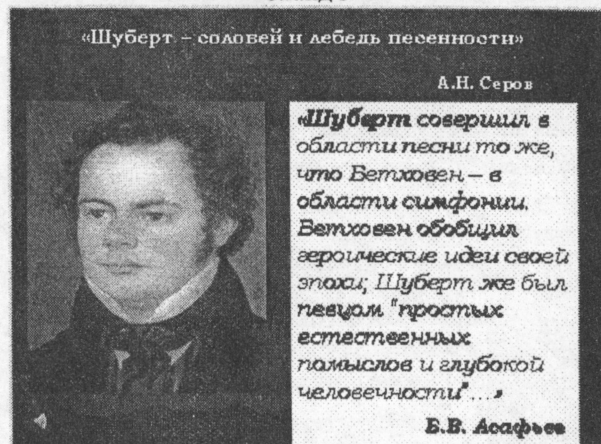 «Шуберт – соловей и лебедь песенности»
А.Н. Серов
«Шуберт совершил в
области песни то же,
что Бетховен – в
области симфонии.
Бетховен обобщил
героические идеи своей
эпохи; Шуберт же был
певцом "простых
естественных
помыслов и глубокой
человечности"...»
Б.В. Асафьев